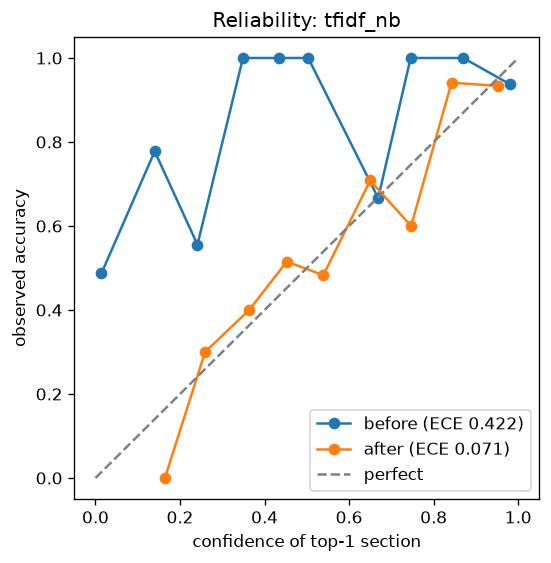 Reliability: tfidf_nb
1.0
0.8
0.6
0.4
0.2
0.0
observed accuracy
before (ECE 0.422)
after (ECE 0.071)
perfect
0.0 0.2 0.4 0.6 0.8 1.0
confidence of top-1 section